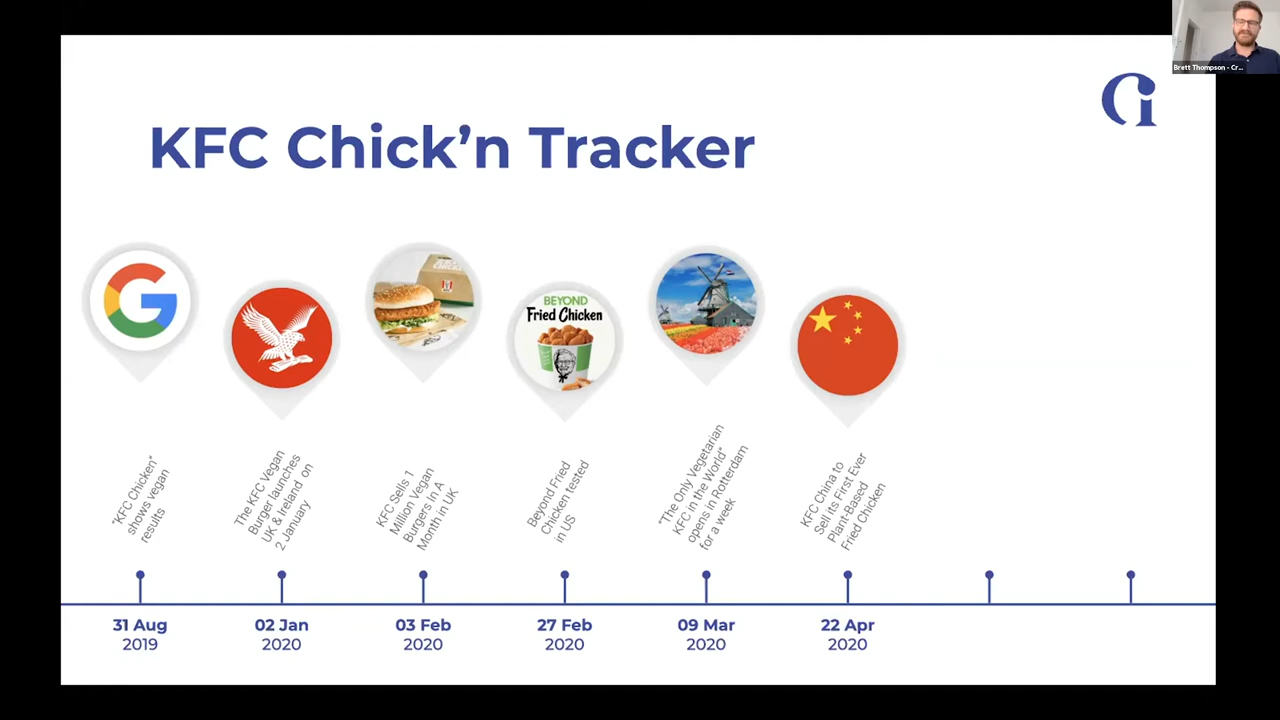 Brett Thompson - Cr...
KFC Chick'n Tracker
BEYOND
Fried Chicken
"KFC Chicken"
shows vegan
results
The KFC Vegan
Burger launches
UK & Ireland on
2 January
KFC Sells 1
Million Vegan
Burgers In A
Month in UK
Beyond Fried
Chicken tested
in US
"The Only Vegetarian
KFC in the World"
opens in Rotterdam
for a week
KFC China to
Sell its First Ever
Plant-Based
Fried Chicken
31 Aug
2019
02 Jan
2020
03 Feb
2020
27 Feb
2020
09 Mar
2020
22 Apr
2020